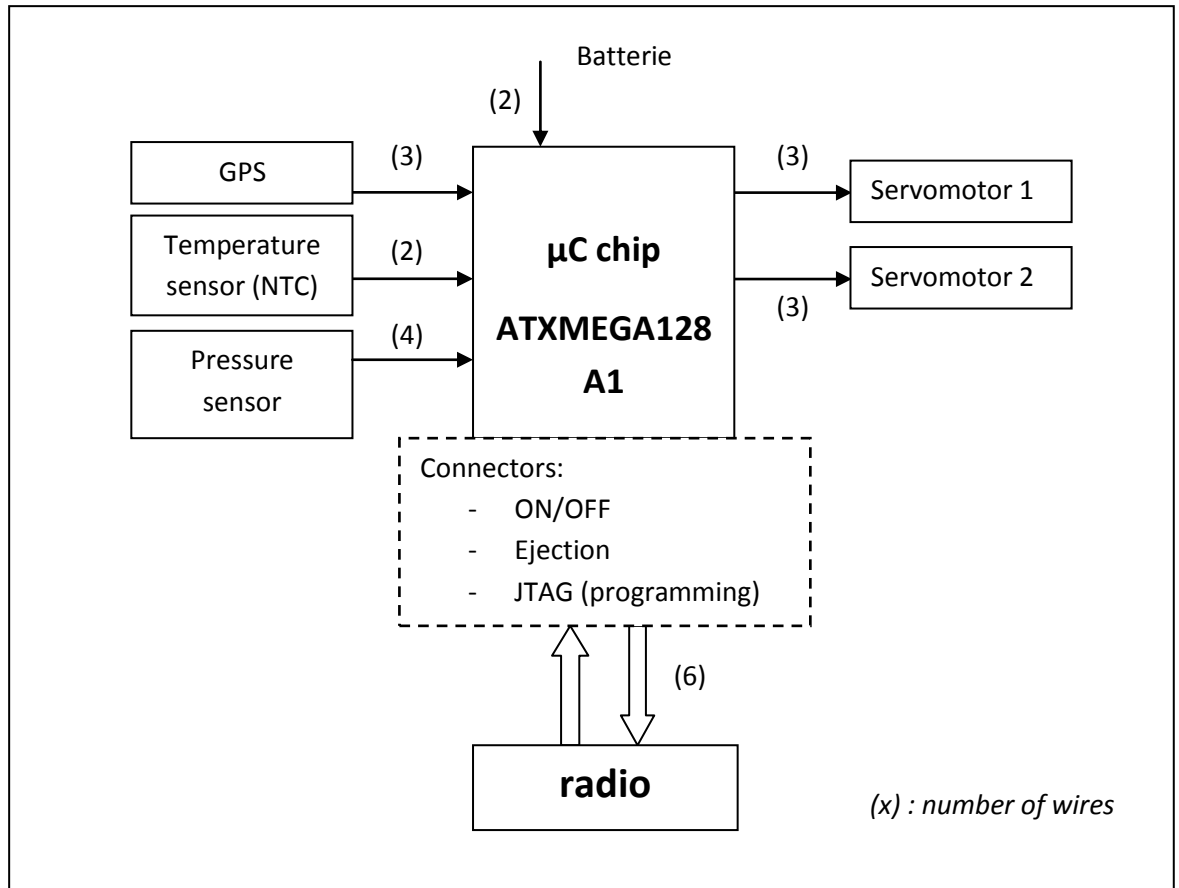 Batterie
(2)
GPS
(3)
Temperature
sensor (NTC)
(2)
Pressure
sensor
(4)
µC chip
ATXMEGA128
A1
(3)
Servomotor 1
(3)
Servomotor 2
Connectors:
- ON/OFF
- Ejection
- JTAG (programming)
(6)
radio
(x) : number of wires